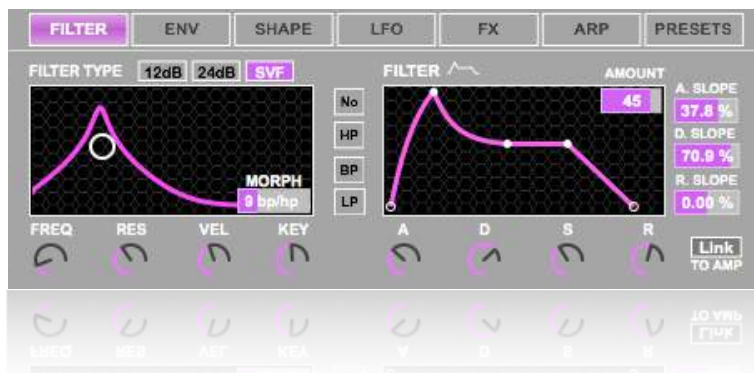 FILTER ENV SHAPE LFO FX ARP PRESETS
FILTER TYPE 12dB 24dB SVF
FILTER AMOUNT
45
A. SLOPE
37.8 %
D. SLOPE
70.9 %
R. SLOPE
0.00 %
No
HP
BP
LP
MORPH
9 bp/hp
FREQ RES VEL KEY
A D S R
LInk
TO AMP